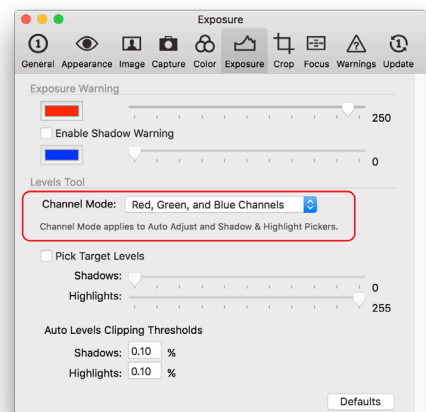 Exposure
1
1
General Appearance Image Capture Color Exposure Crop Focus Warnings Update
Exposure Warning
250
Enable Shadow Warning
0
Levels Tool
Channel Mode: Red, Green, and Blue Channels
Channel Mode applies to Auto Adjust and Shadow & Highlight Pickers.
Pick Target Levels
Shadows: 0
Highlights: 255
Auto Levels Clipping Thresholds
Shadows: 0.10 %
Highlights: 0.10 %
Defaults